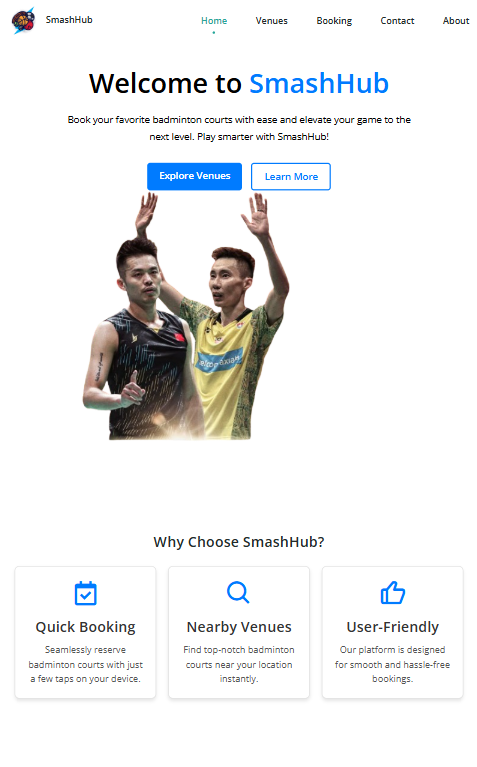 SmashHub
Home Venues Booking Contact About
Welcome to SmashHub
Book your favorite badminton courts with ease and elevate your game to the
next level. Play smarter with SmashHub!
Explore Venues Learn More
Why Choose SmashHub?
Quick Booking
Seamlessly reserve
badminton courts with just
a few taps on your device.
Nearby Venues
Find top-notch badminton
courts near your location
instantly.
User-Friendly
Our platform is designed
for smooth and hassle-free
bookings.